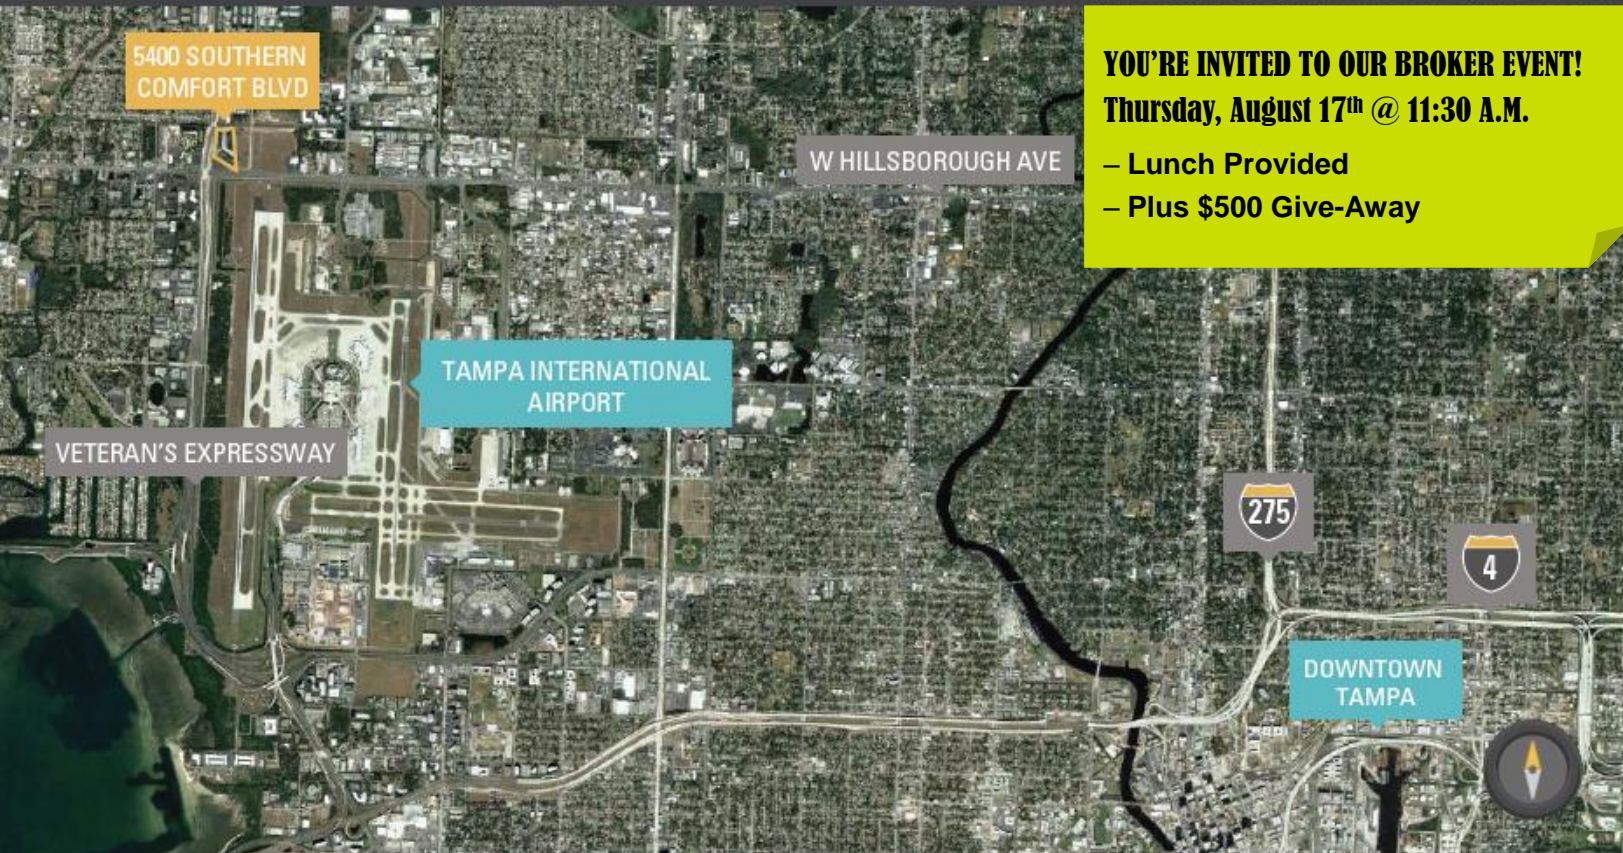 5400 SOUTHERN
COMFORT BLVD
YOU'RE INVITED TO OUR BROKER EVENT!
Thursday, August 17th @ 11:30 A.M.
– Lunch Provided
– Plus $500 Give-Away
W HILLSBOROUGH AVE
TAMPA INTERNATIONAL
AIRPORT
VETERAN'S EXPRESSWAY
275
4
DOWNTOWN
TAMPA